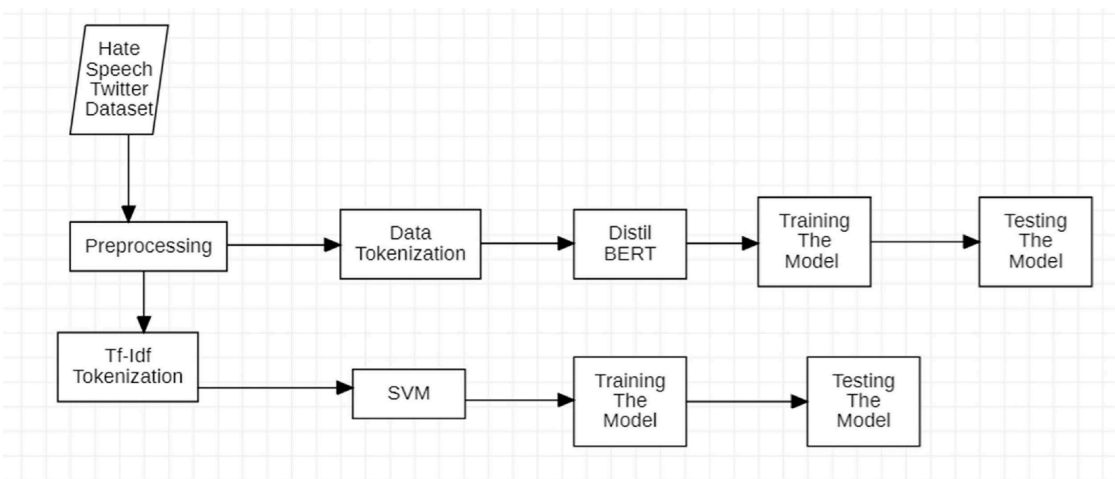 Hate
Speech
Twitter
Dataset
Preprocessing
Data
Tokenization
Distil
BERT
Training
The
Model
Testing
The
Model
Tf-Idf
Tokenization
SVM
Training
The
Model
Testing
The
Model